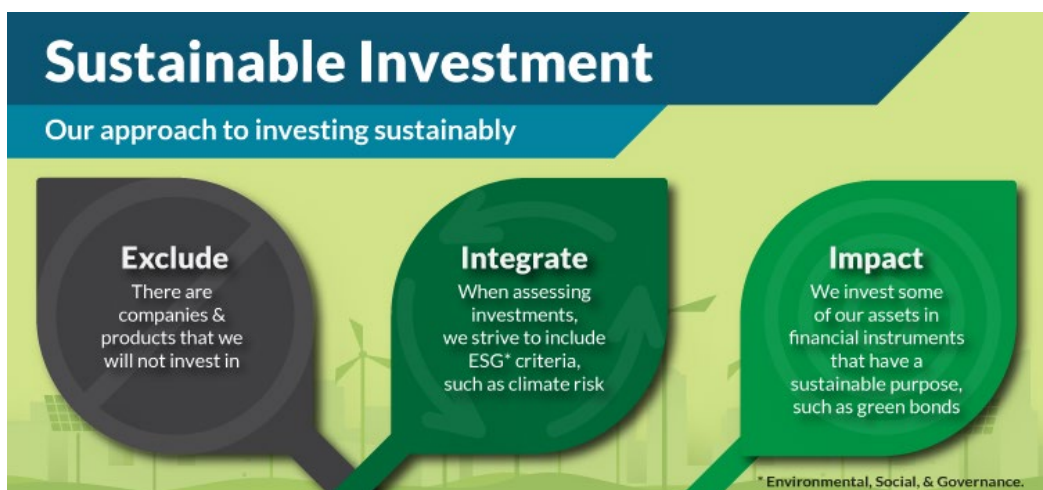 Sustainable Investment
Our approach to investing sustainably
Exclude
There are
companies &
products that we
will not invest in
Integrate
When assessing
investments,
we strive to include
ESG* criteria,
such as climate risk
Impact
We invest some
of our assets in
financial instruments
that have a
sustainable purpose,
such as green bonds
* Environmental, Social, & Governance.